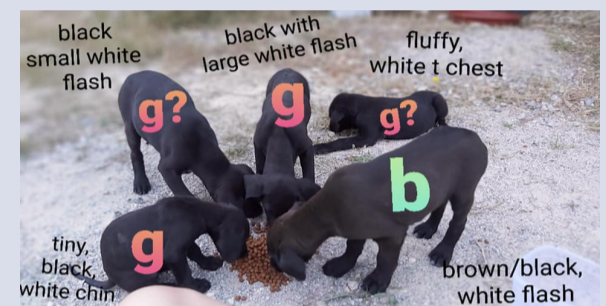 black
small white
flash
black with
large white flash
fluffy,
white t chest
g?
g
g?
b
g
tiny,
black,
white chin
brown/black,
white flash